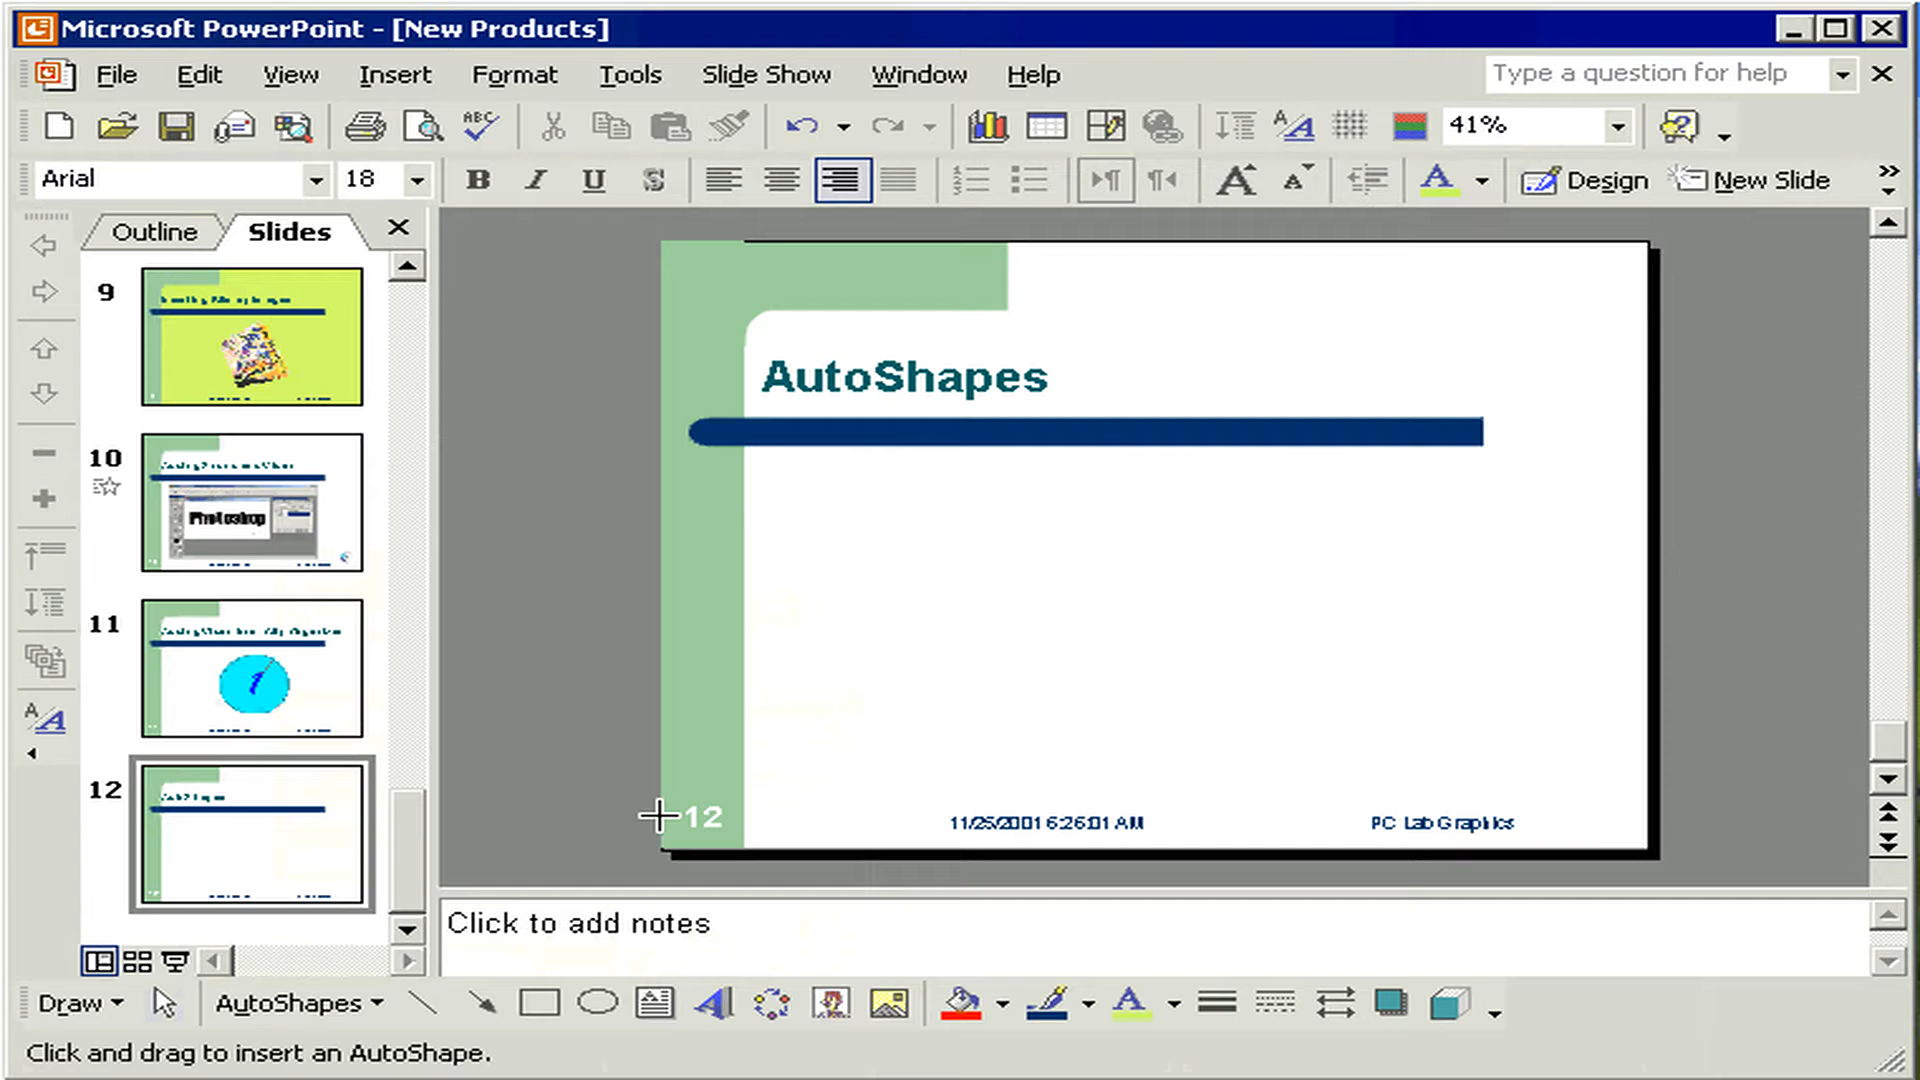 Microsoft PowerPoint - [New Products]
File Edit View Insert Format Tools Slide Show Window Help Type a question for help
ABC 41%
Arial 18 B I U S A A A Design New Slide
Outline Slides
9
10
Photoshop
11
12
AutoShapes
12 11/25/2001 6:26:01 AM PC Lab Graphics
Click to add notes
Draw AutoShapes
Click and drag to insert an AutoShape.